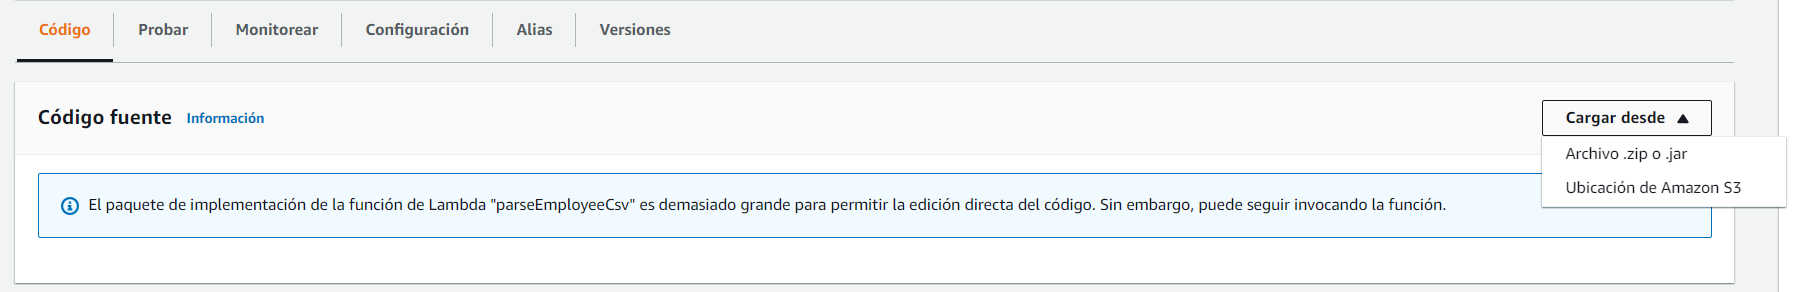 Código Probar Monitorear Configuración Alias Versiones
Código fuente Información Cargar desde
Archivo .zip o .jar
Ubicación de Amazon S3
El paquete de implementación de la función de Lambda "parseEmployeeCsv" es demasiado grande para permitir la edición directa del código. Sin embargo, puede seguir invocando la función.